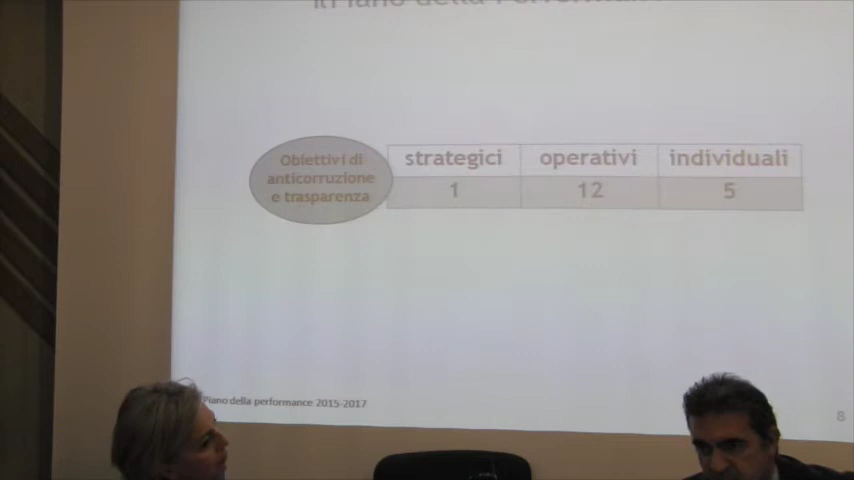 Il Piano della Performance
Obiettivi di
anticorruzione
e trasparenza
strategici operativi individuali
1 12 5
Piano della performance 2015-2017
8